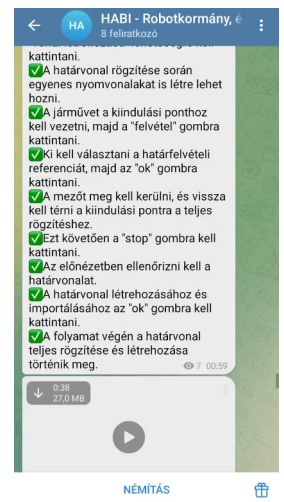 HA
HABI - Robotkormány, é
8 feliratkozó
kattintani.
✅A határvonal rögzítése során
egyenes nyomvonalakat is létre lehet
hozni.
✅A járművet a kiindulási ponthoz
kell vezetni, majd a "felvétel" gombra
kattintani.
✅Ki kell választani a határfelvételi
referenciát, majd az "ok" gombra
kattintani.
✅A mezőt meg kell kerülni, és vissza
kell térni a kiindulási pontra a teljes
rögzítéshez.
✅Ezt követően a "stop" gombra kell
kattintani.
✅Az előnézetben ellenőrizni kell a
határvonalat.
✅A határvonal létrehozásához és
importálásához az "ok" gombra kell
kattintani.
✅A folyamat végén a határvonal
teljes rögzítése és létrehozása
történik meg.
7 00:59
0:38
27,0 MB
NÉMÍTÁS